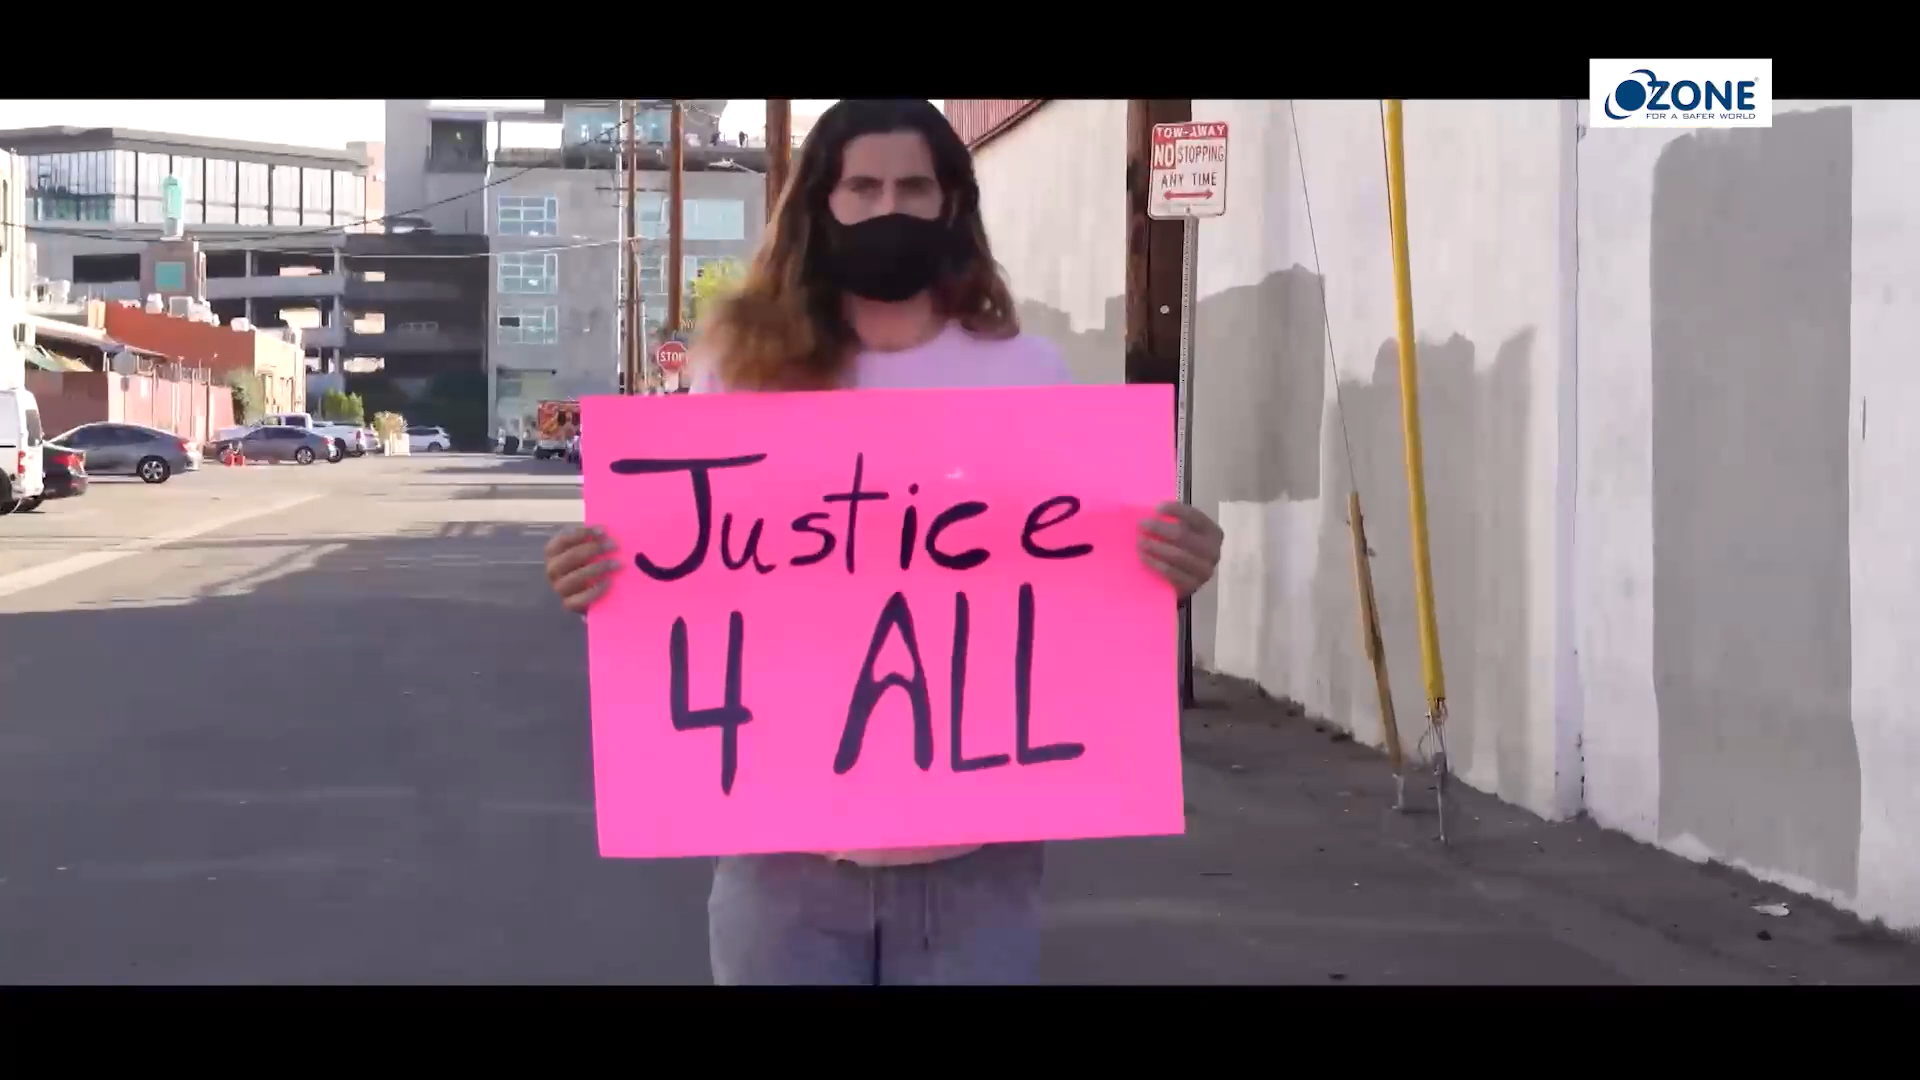 OZONE
FOR A SAFER WORLD
TOW-AWAY
NO STOPPING
ANY TIME
STOP
Justice
4 ALL